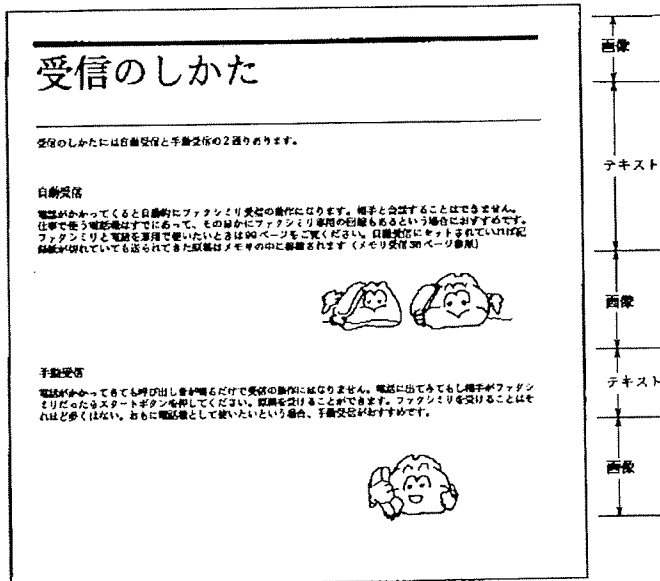 受信のしかた
受信のしかたには自動受信と手動受信の2通りあります。
自動受信
電話がかかってくると自動的にファクシミリ受信の動作になります。相手と会話することはできません。
仕事で使う電話機はすでにあって、そのほかにファクシミリ専用の回線もあるという場合におすすめです。
ファクシミリと電話を兼用で使いたいときは99ページをご覧ください。自動受信にセットされていれば記
録紙が切れていても送られてきた原稿はメモリの中に蓄積されます(メモリ受信36ページ参照)
手動受信
電話がかかってきても呼び出し音が鳴るだけで受信の動作にはなりません。電話に出てみてもし相手がファクシ
ミリだったらスタートボタンを押してください。原稿を受けることができます。ファクシミリを受けることはそ
れほど多くはない。おもに電話機として使いたいという場合、手動受信がおすすめです。
画像
テキスト
画像
テキスト
画像